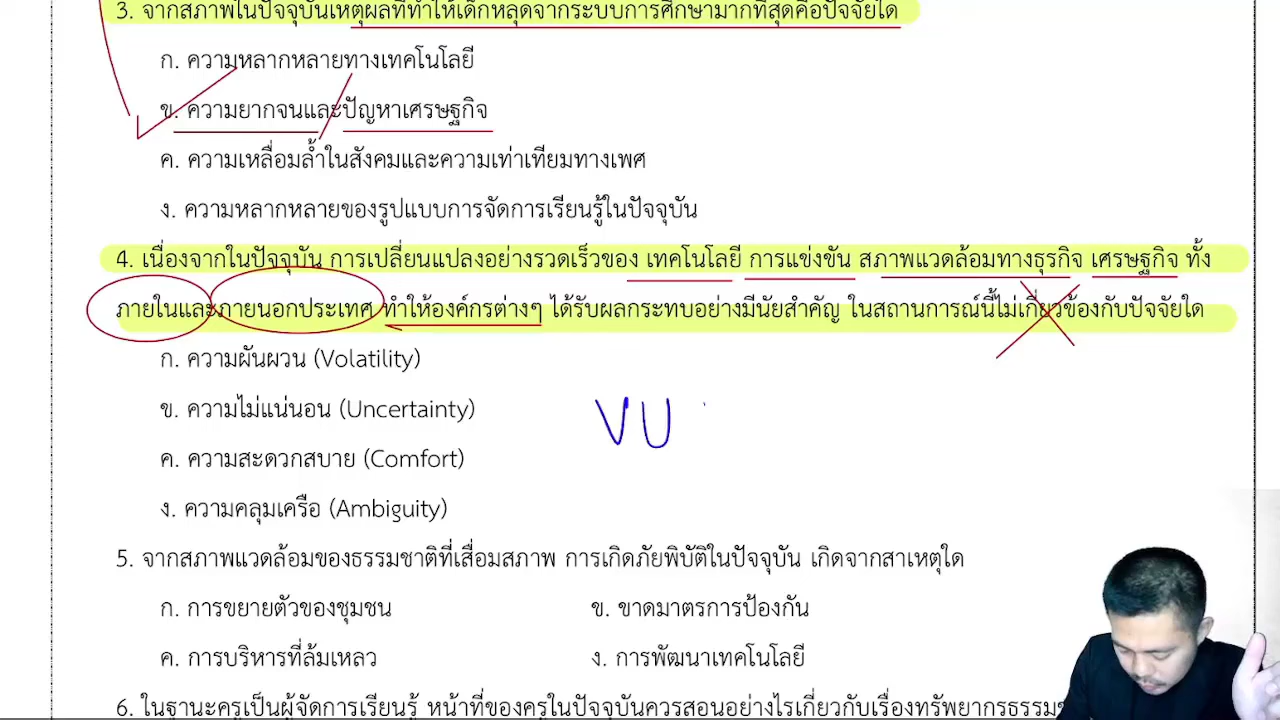 3. จากสภาพในปัจจุบันเหตุผลที่ทำให้เด็กหลุดจากระบบการศึกษามากที่สุดคือปัจจัยใด
ก. ความหลากหลายทางเทคโนโลยี
ข. ความยากจนและปัญหาเศรษฐกิจ
ค. ความเหลื่อมล้ำในสังคมและความเท่าเทียมทางเพศ
ง. ความหลากหลายของรูปแบบการจัดการเรียนรู้ในปัจจุบัน
4. เนื่องจากในปัจจุบัน การเปลี่ยนแปลงอย่างรวดเร็วของ เทคโนโลยี การแข่งขัน สภาพแวดล้อมทางธุรกิจ เศรษฐกิจ ทั้ง
ภายในและภายนอกประเทศ ทำให้องค์กรต่างๆ ได้รับผลกระทบอย่างมีนัยสำคัญ ในสถานการณ์นี้ไม่เกี่ยวข้องกับปัจจัยใด
ก. ความผันผวน (Volatility)
ข. ความไม่แน่นอน (Uncertainty)
VU
ค. ความสะดวกสบาย (Comfort)
ง. ความคลุมเครือ (Ambiguity)
5. จากสภาพแวดล้อมของธรรมชาติที่เสื่อมสภาพ การเกิดภัยพิบัติในปัจจุบัน เกิดจากสาเหตุใด
ก. การขยายตัวของชุมชน ข. ขาดมาตรการป้องกัน
ค. การบริหารที่ล้มเหลว ง. การพัฒนาเทคโนโลยี
6. ในฐานะครูเป็นผู้จัดการเรียนรู้ หน้าที่ของครูในปัจจุบันควรสอนอย่างไรเกี่ยวกับเรื่องทรัพยากรธรรม